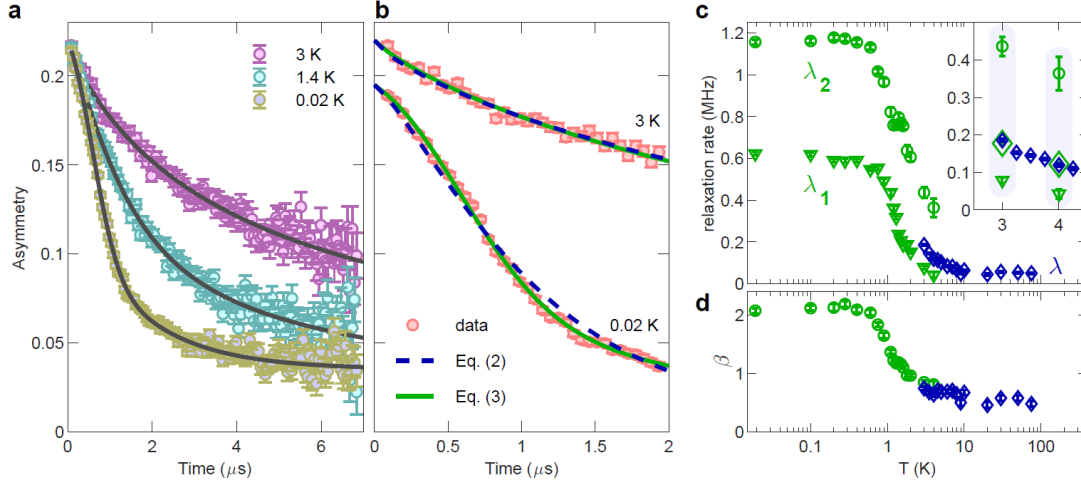 a
Asymmetry
0.2
0.15
0.1
0.05
0
2
4
6
Time (μs)
3 K
1.4 K
0.02 K
b
3 K
0.02 K
data
Eq. (2)
Eq. (3)
0
0.5
1
1.5
2
Time (μs)
c
relaxation rate (MHz)
1.2
1
0.8
0.6
0.4
0.2
0
λ2
λ1
λ
0.4
0.3
0.2
0.1
0
3
4
d
β
2
1
0
0.1
1
10
100
T (K)